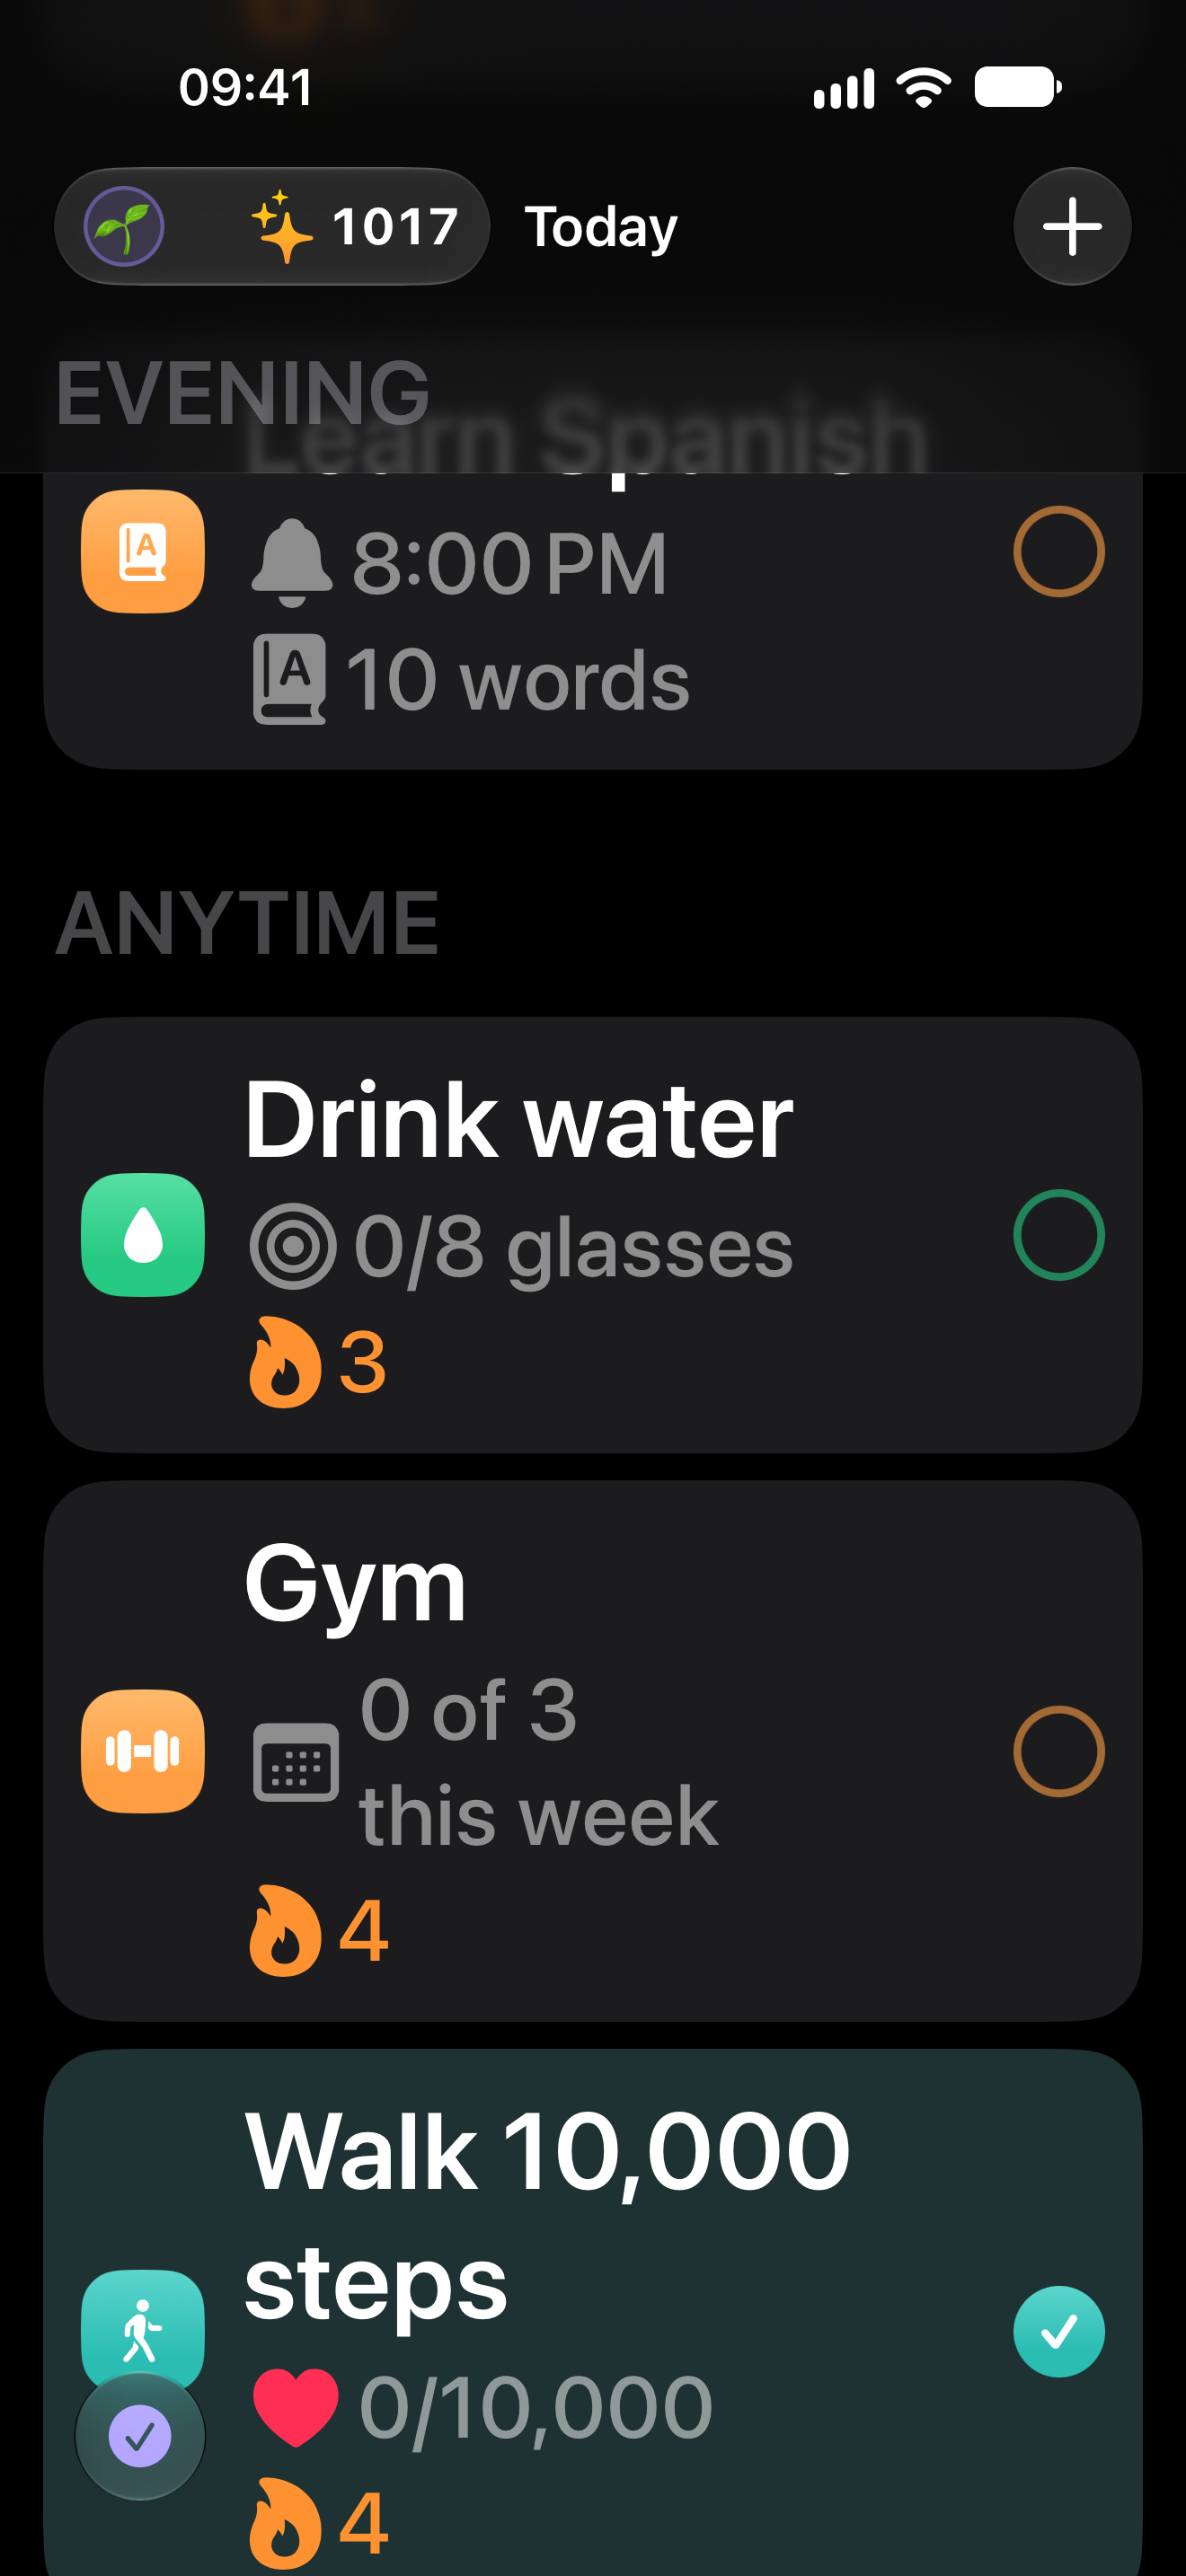 09:41
1017
Today
EVENING
Learn Spanish
8:00 PM
10 words
ANYTIME
Drink water
0/8 glasses
3
Gym
0 of 3
this week
4
Walk 10,000
steps
0/10,000
4